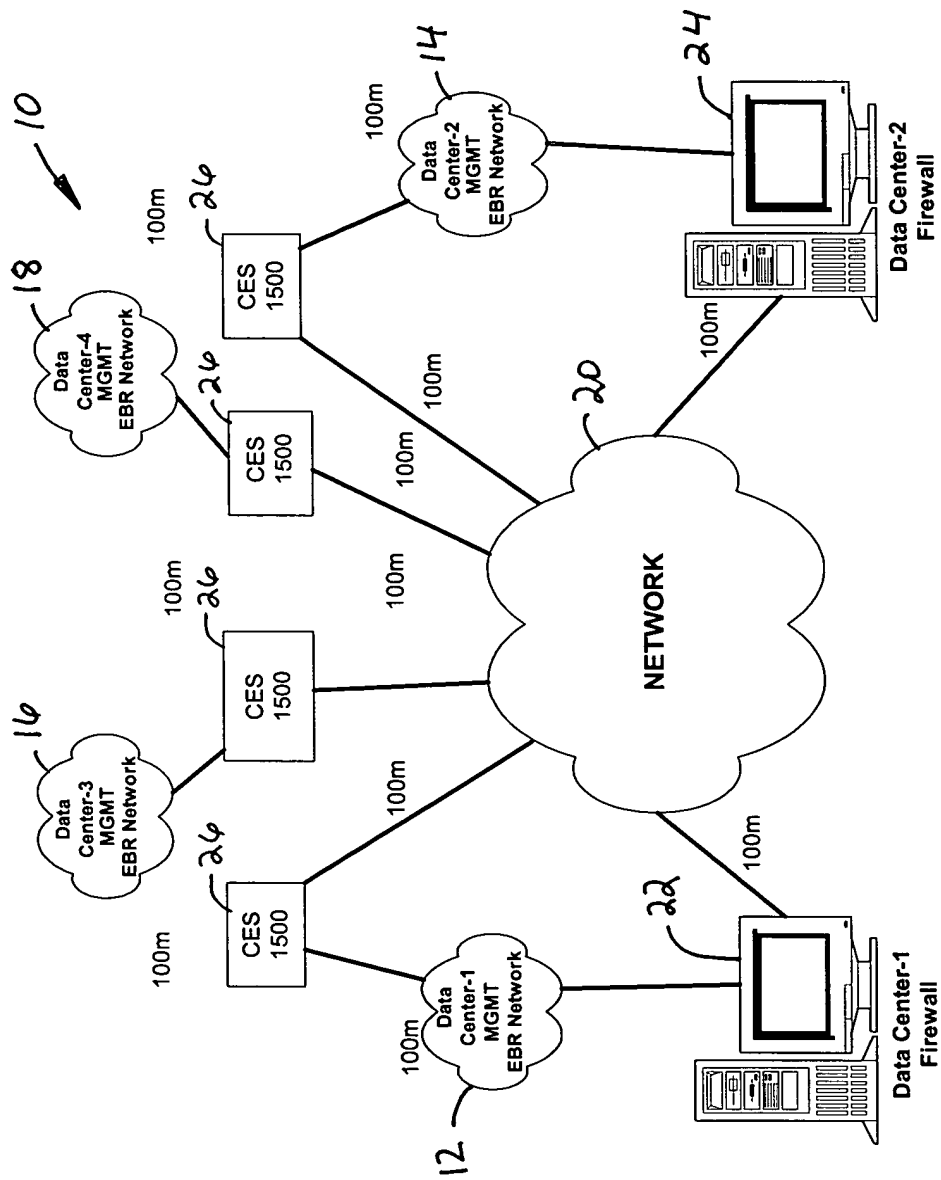 10
18
Data
Center-4
MGMT
EBR Network
16
Data
Center-3
MGMT
EBR Network
100m
26
CES
1500
100m
26
CES
1500
26
CES
1500
100m
26
CES
1500
100m
100m
100m
100m
12
100m
Data
Center-1
MGMT
EBR Network
100m
14
Data
Center-2
MGMT
EBR Network
NETWORK
20
22
100m
100m
24
Data Center-1
Firewall
Data Center-2
Firewall